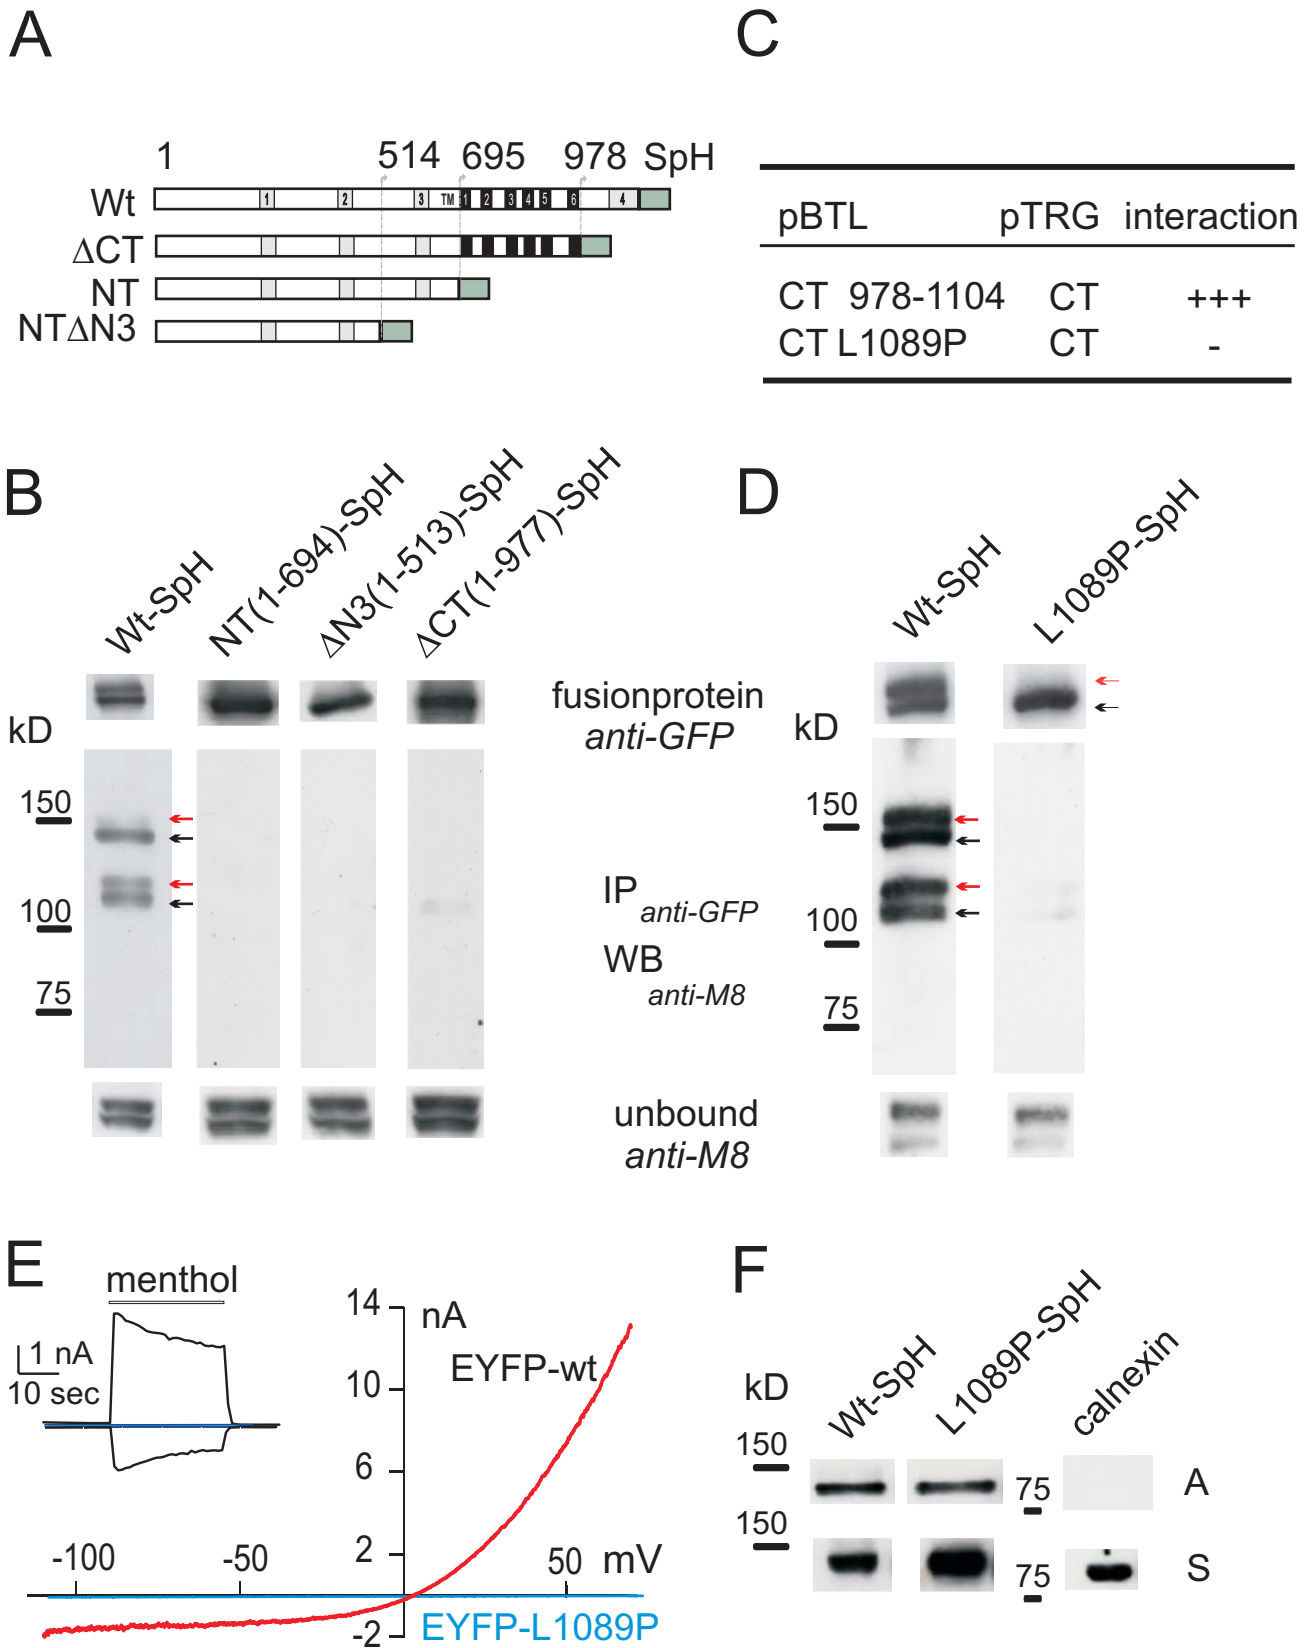 A
1 514 695 978 SpH
Wt 1 2 3 TM 1 2 3 4 5 6 4
ΔCT
NT
NTΔN3
C
pBTL pTRG interaction
CT 978-1104 CT +++
CT L1089P CT -
B
Wt-SpH
NT(1-694)-SpH
ΔN3(1-513)-SpH
ΔCT(1-977)-SpH
fusionprotein
anti-GFP
kD
150
100
75
IP anti-GFP
WB anti-M8
unbound
anti-M8
D
Wt-SpH
L1089P-SpH
kD
150
100
75
E
menthol
1 nA
10 sec
14
nA
EYFP-wt
10
6
2
-100 -50 50 mV
-2
EYFP-L1089P
F
Wt-SpH
L1089P-SpH
calnexin
kD
150
75
A
150
75
S